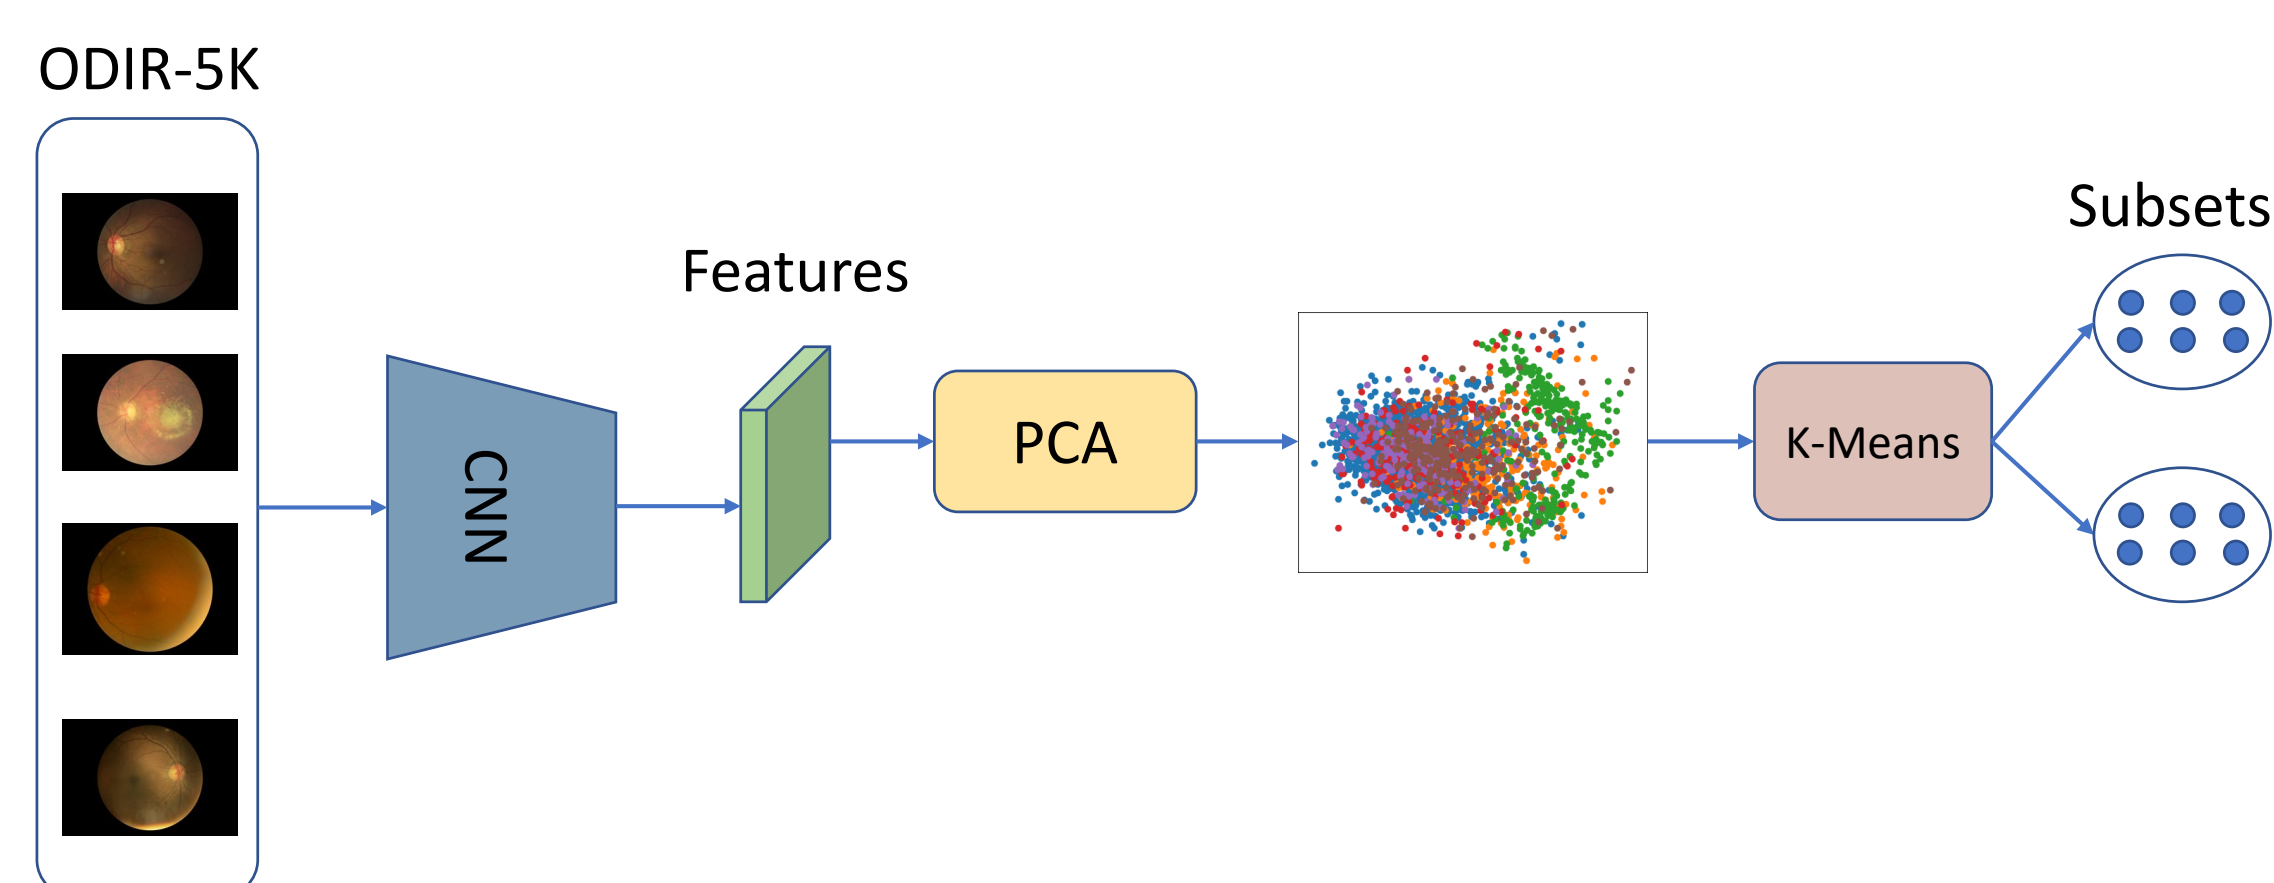 ODIR-5K
CNN
Features
PCA
K-Means
Subsets